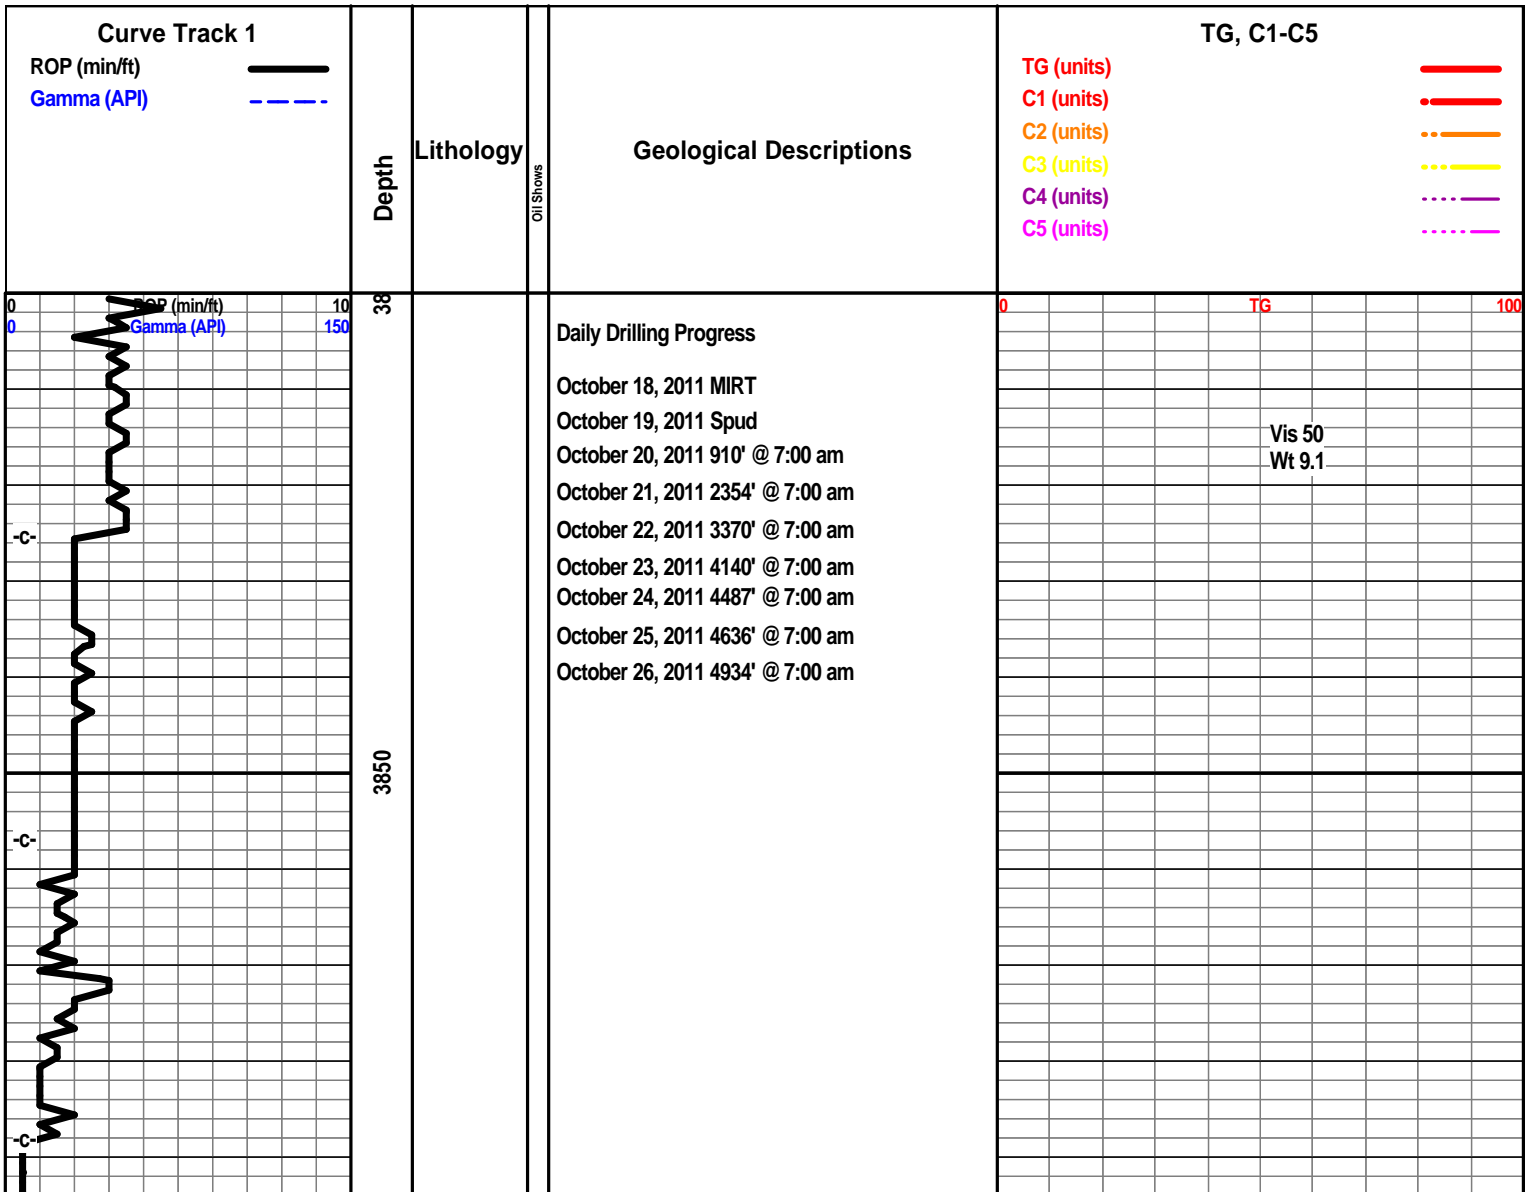 Curve Track 1
ROP (min/ft)
Gamma (API)
Depth
Lithology
Oil Shows
Geological Descriptions
TG, C1-C5
TG (units)
C1 (units)
C2 (units)
C3 (units)
C4 (units)
C5 (units)
0 ROP (min/ft) 10
0 Gamma (API) 150
38
0 TG 100
Daily Drilling Progress
October 18, 2011 MIRT
October 19, 2011 Spud
October 20, 2011 910' @ 7:00 am
October 21, 2011 2354' @ 7:00 am
October 22, 2011 3370' @ 7:00 am
October 23, 2011 4140' @ 7:00 am
October 24, 2011 4487' @ 7:00 am
October 25, 2011 4636' @ 7:00 am
October 26, 2011 4934' @ 7:00 am
Vis 50
Wt 9.1
-c-
3850
-c-
-c-